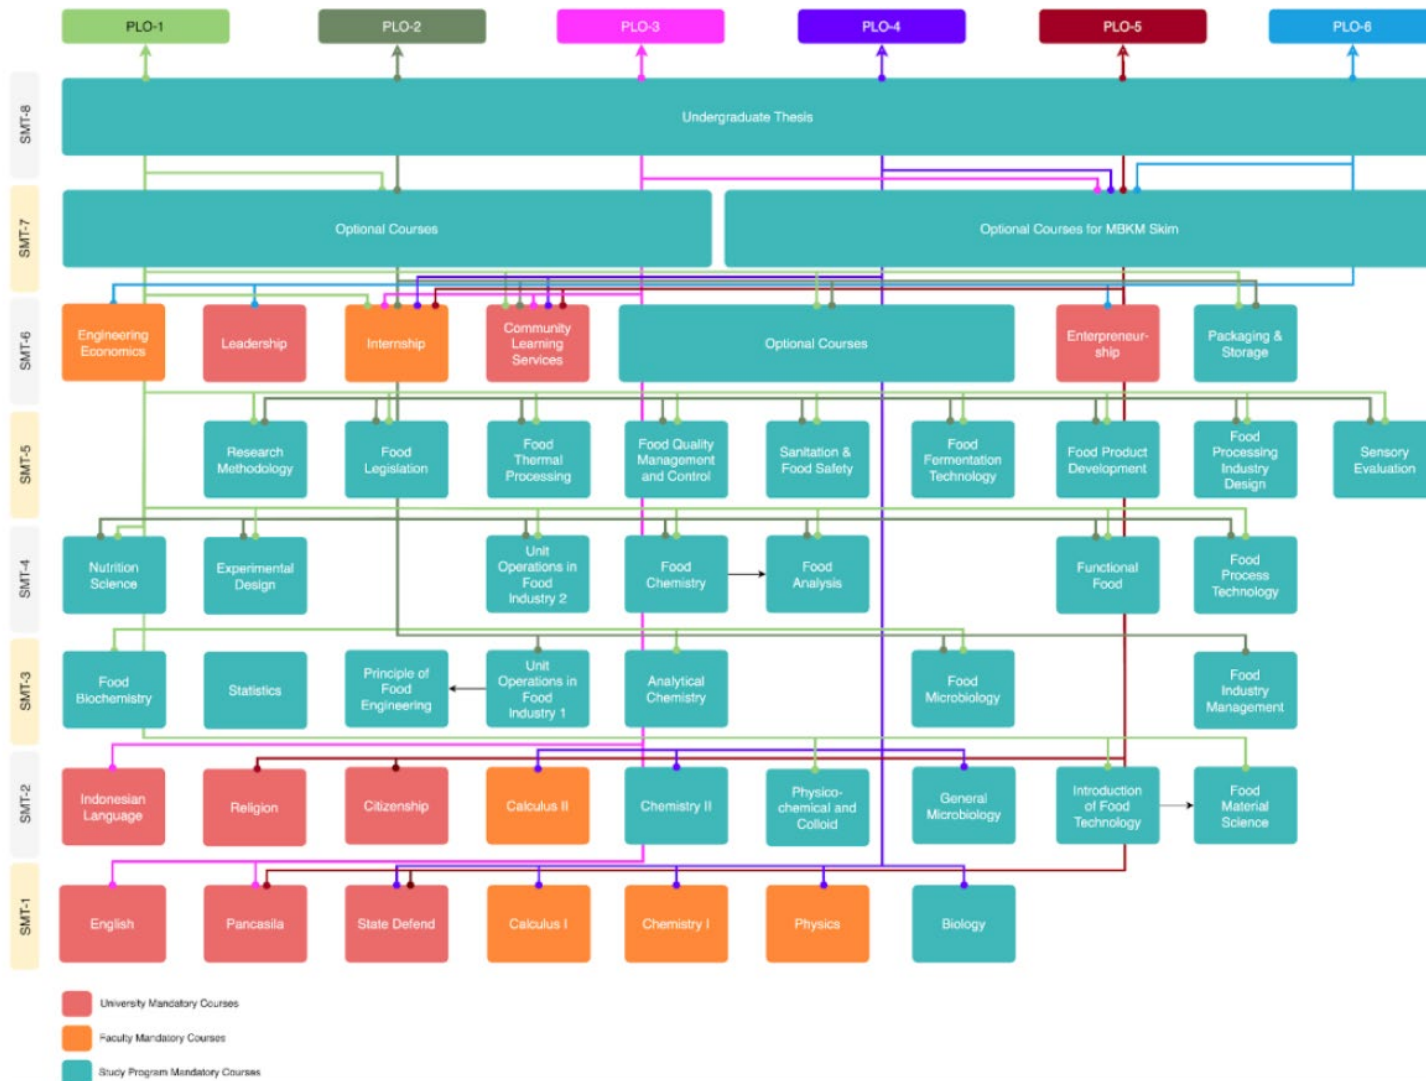 PLO-1
PLO-2
PLO-3
PLO-4
PLO-5
PLO-6
SMT-8
Undergraduate Thesis
SMT-7
Optional Courses
Optional Courses for MBKM Skim
SMT-6
Engineering
Economics
Leadership
Internship
Community
Learning
Services
Optional Courses
Enterpreneur-
ship
Packaging &
Storage
SMT-5
Research
Methodology
Food
Legislation
Food
Thermal
Processing
Food Quality
Management
and Control
Sanitation &
Food Safety
Food
Fermentation
Technology
Food Product
Development
Food
Processing
Industry
Design
Sensory
Evaluation
SMT-4
Nutrition
Science
Experimental
Design
Unit
Operations in
Food
Industry 2
Food
Chemistry
Food
Analysis
Functional
Food
Food
Process
Technology
SMT-3
Food
Biochemistry
Statistics
Principle of
Food
Engineering
Unit
Operations in
Food
Industry 1
Analytical
Chemistry
Food
Microbiology
Food
Industry
Management
SMT-2
Indonesian
Language
Religion
Citizenship
Calculus II
Chemistry II
Physico-
chemical and
Colloid
General
Microbiology
Introduction
of Food
Technology
Food
Material
Science
SMT-1
English
Pancasila
State Defend
Calculus I
Chemistry I
Physics
Biology
University Mandatory Courses
Faculty Mandatory Courses
Study Program Mandatory Courses